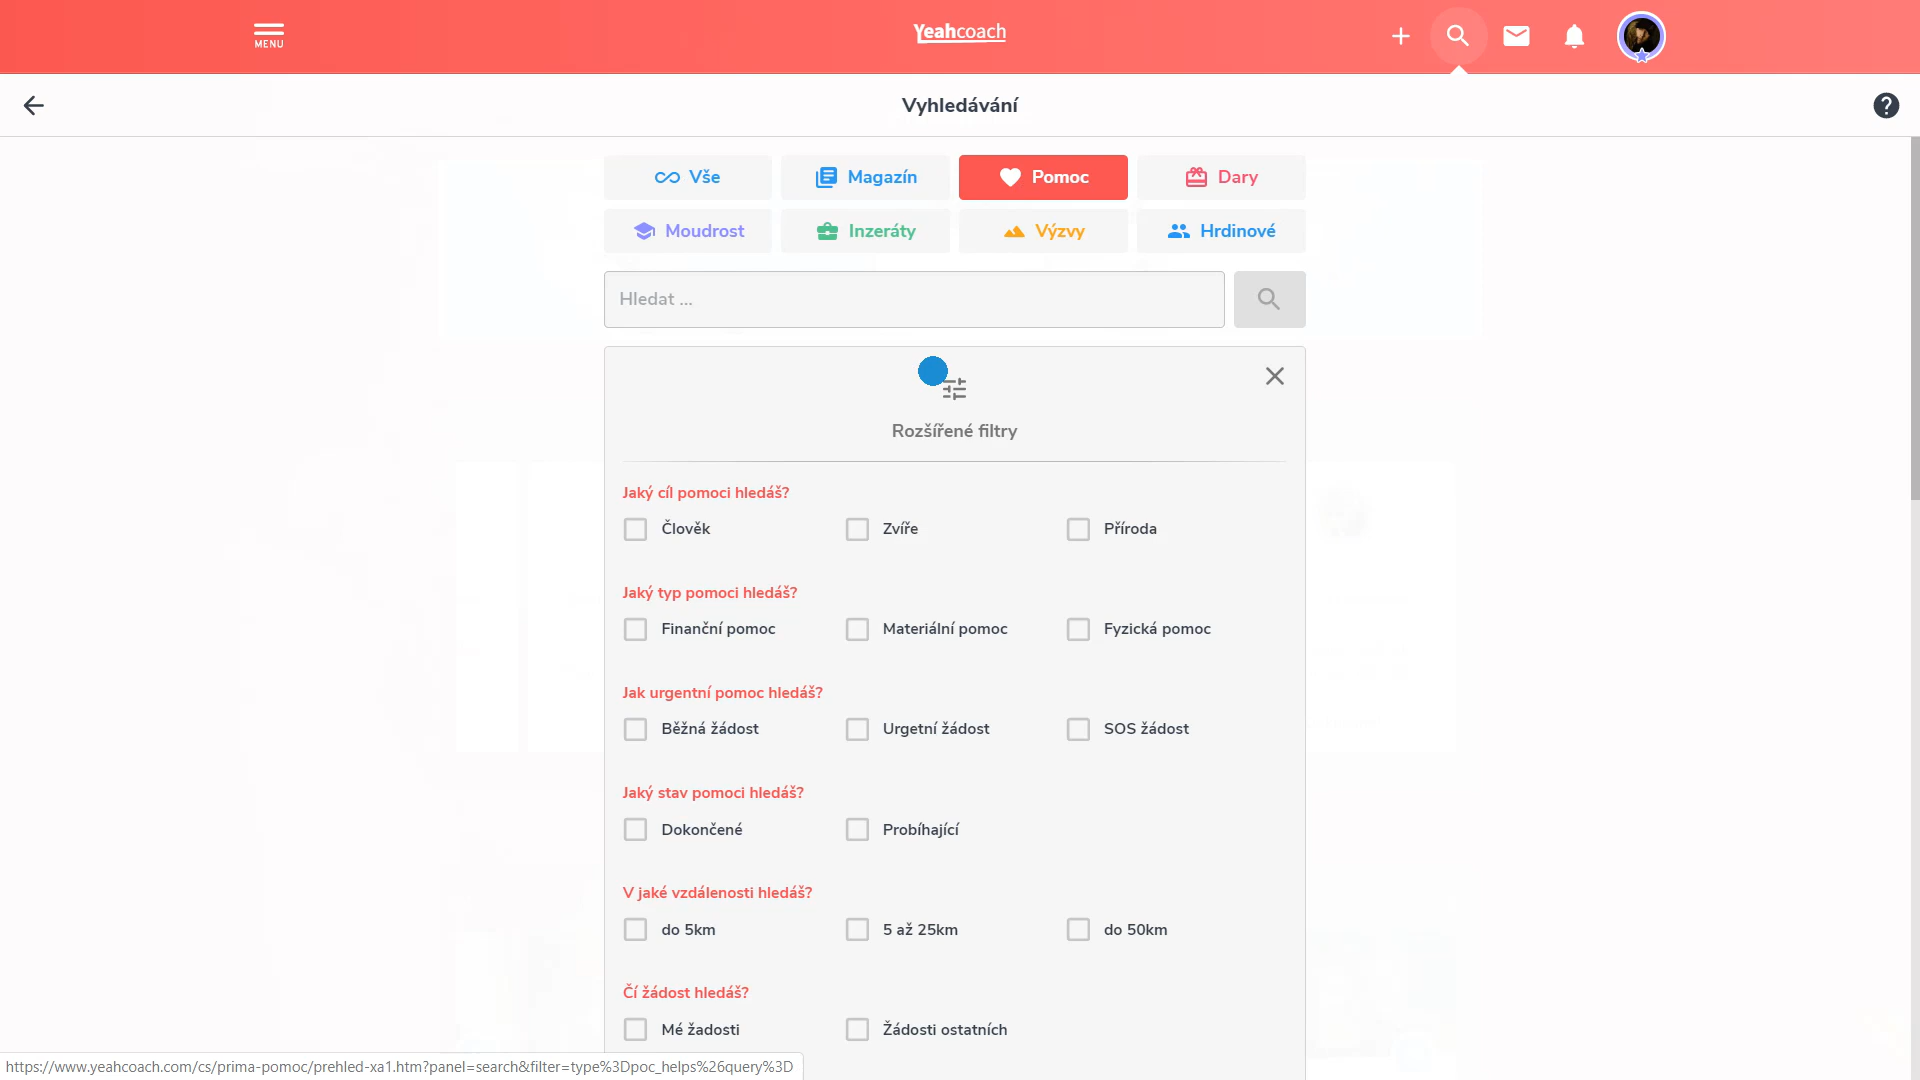 MENU
Yeahcoach
Vyhledávání
Vše
Magazín
Pomoc
Dary
Moudrost
Inzeráty
Výzvy
Hrdinové
Hledat ...
Rozšířené filtry
Jaký cíl pomoci hledáš?
Člověk
Zvíře
Příroda
Jaký typ pomoci hledáš?
Finanční pomoc
Materiální pomoc
Fyzická pomoc
Jak urgentní pomoc hledáš?
Běžná žádost
Urgetní žádost
SOS žádost
Jaký stav pomoci hledáš?
Dokončené
Probíhající
V jaké vzdálenosti hledáš?
do 5km
5 až 25km
do 50km
Čí žádost hledáš?
Mé žadosti
Žádosti ostatních
https://www.yeahcoach.com/cs/prima-pomoc/prehled-xa1.htm?panel=search&filter=type%3Dpoc_helps%26query%3D